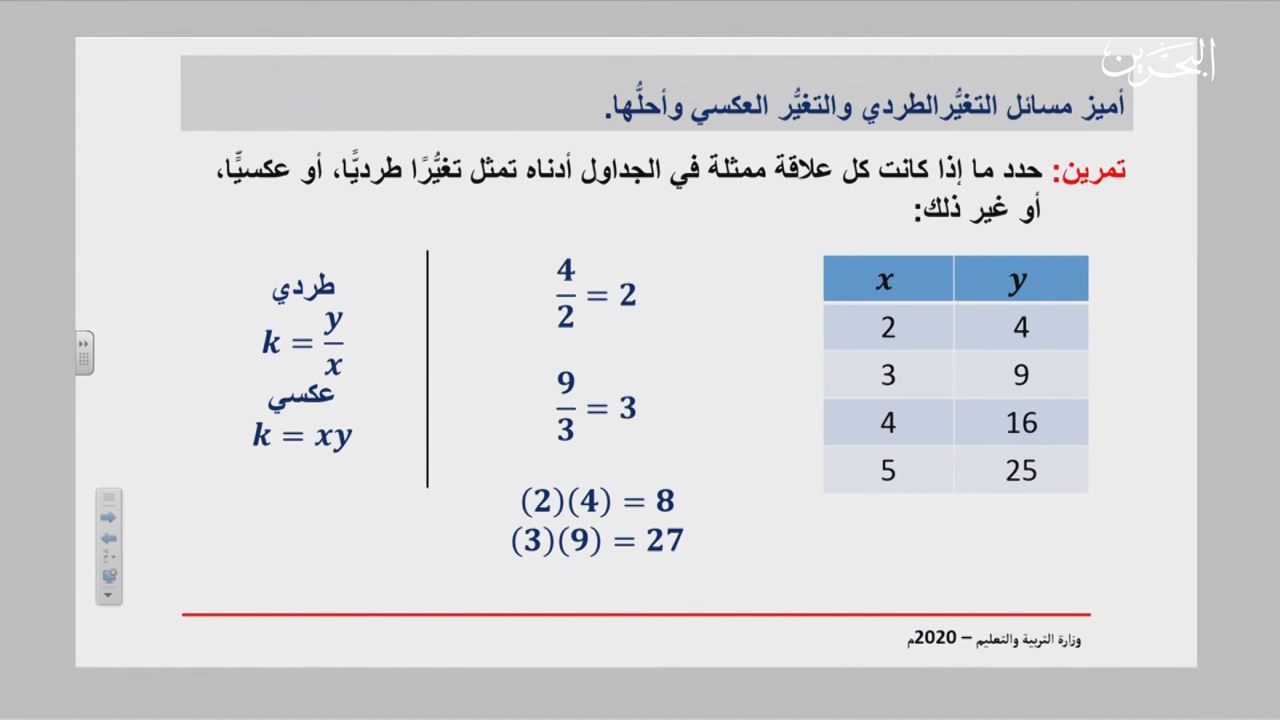 البحرين
أميز مسائل التغيُّرالطردي والتغيُّر العكسي وأحلُّها.
تمرين: حدد ما إذا كانت كل علاقة ممثلة في الجداول أدناه تمثل تغيُّرًا طرديًّا، أو عكسيًّا،
أو غير ذلك:
x y
2 4
3 9
4 16
5 25
4/2 = 2
9/3 = 3
(2)(4) = 8
(3)(9) = 27
طردي
k = y/x
عكسي
k = xy
وزارة التربية والتعليم – 2020م